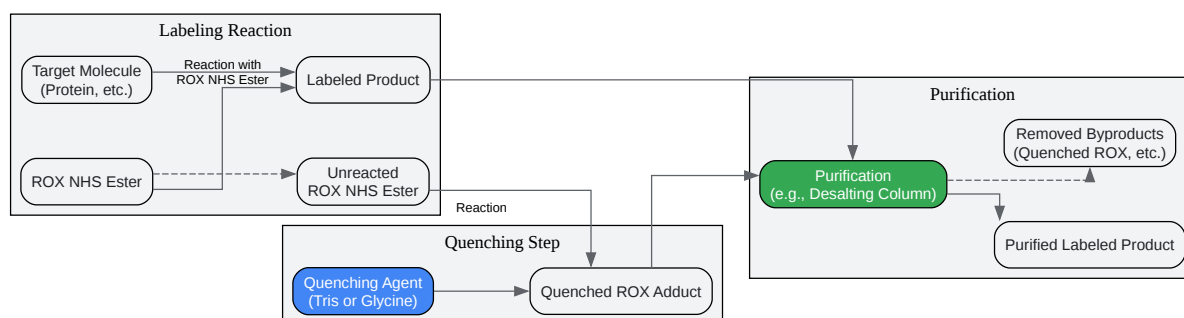 Labeling Reaction
Target Molecule
(Protein, etc.)
Reaction with
ROX NHS Ester
Labeled Product
ROX NHS Ester
Unreacted
ROX NHS Ester
Reaction
Quenching Step
Quenching Agent
(Tris or Glycine)
Quenched ROX Adduct
Purification
Removed Byproducts
(Quenched ROX, etc.)
Purification
(e.g., Desalting Column)
Purified Labeled Product